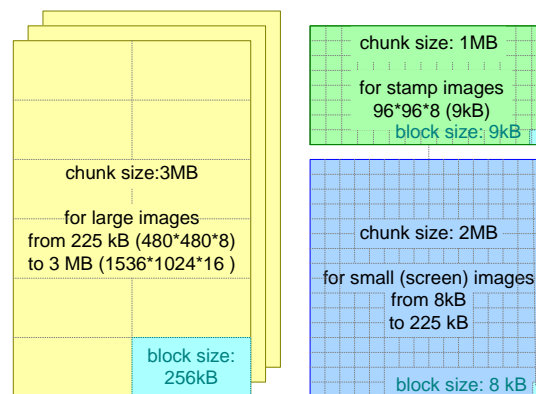 chunk size:3MB
for large images
from 225 kB (480*480*8)
to 3 MB (1536*1024*16 )
block size:
256kB
chunk size: 1MB
for stamp images
96*96*8 (9kB)
block size: 9kB
chunk size: 2MB
for small (screen) images
from 8kB
to 225 kB
block size: 8 kB